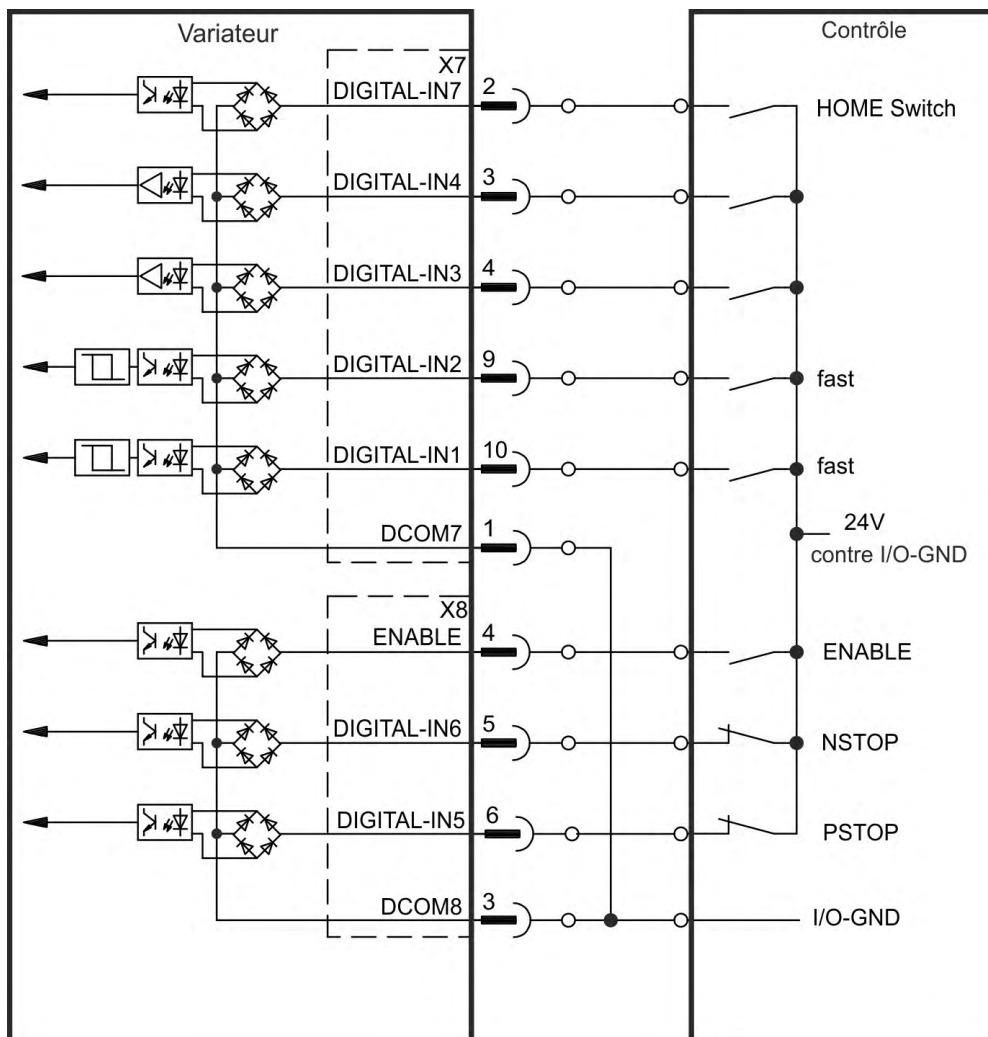 Variateur
Contrôle
X7
DIGITAL-IN7
2
HOME Switch
DIGITAL-IN4
3
DIGITAL-IN3
4
DIGITAL-IN2
9
fast
DIGITAL-IN1
10
fast
DCOM7
1
24V
contre I/O-GND
X8
ENABLE
4
ENABLE
DIGITAL-IN6
5
NSTOP
DIGITAL-IN5
6
PSTOP
DCOM8
3
I/O-GND